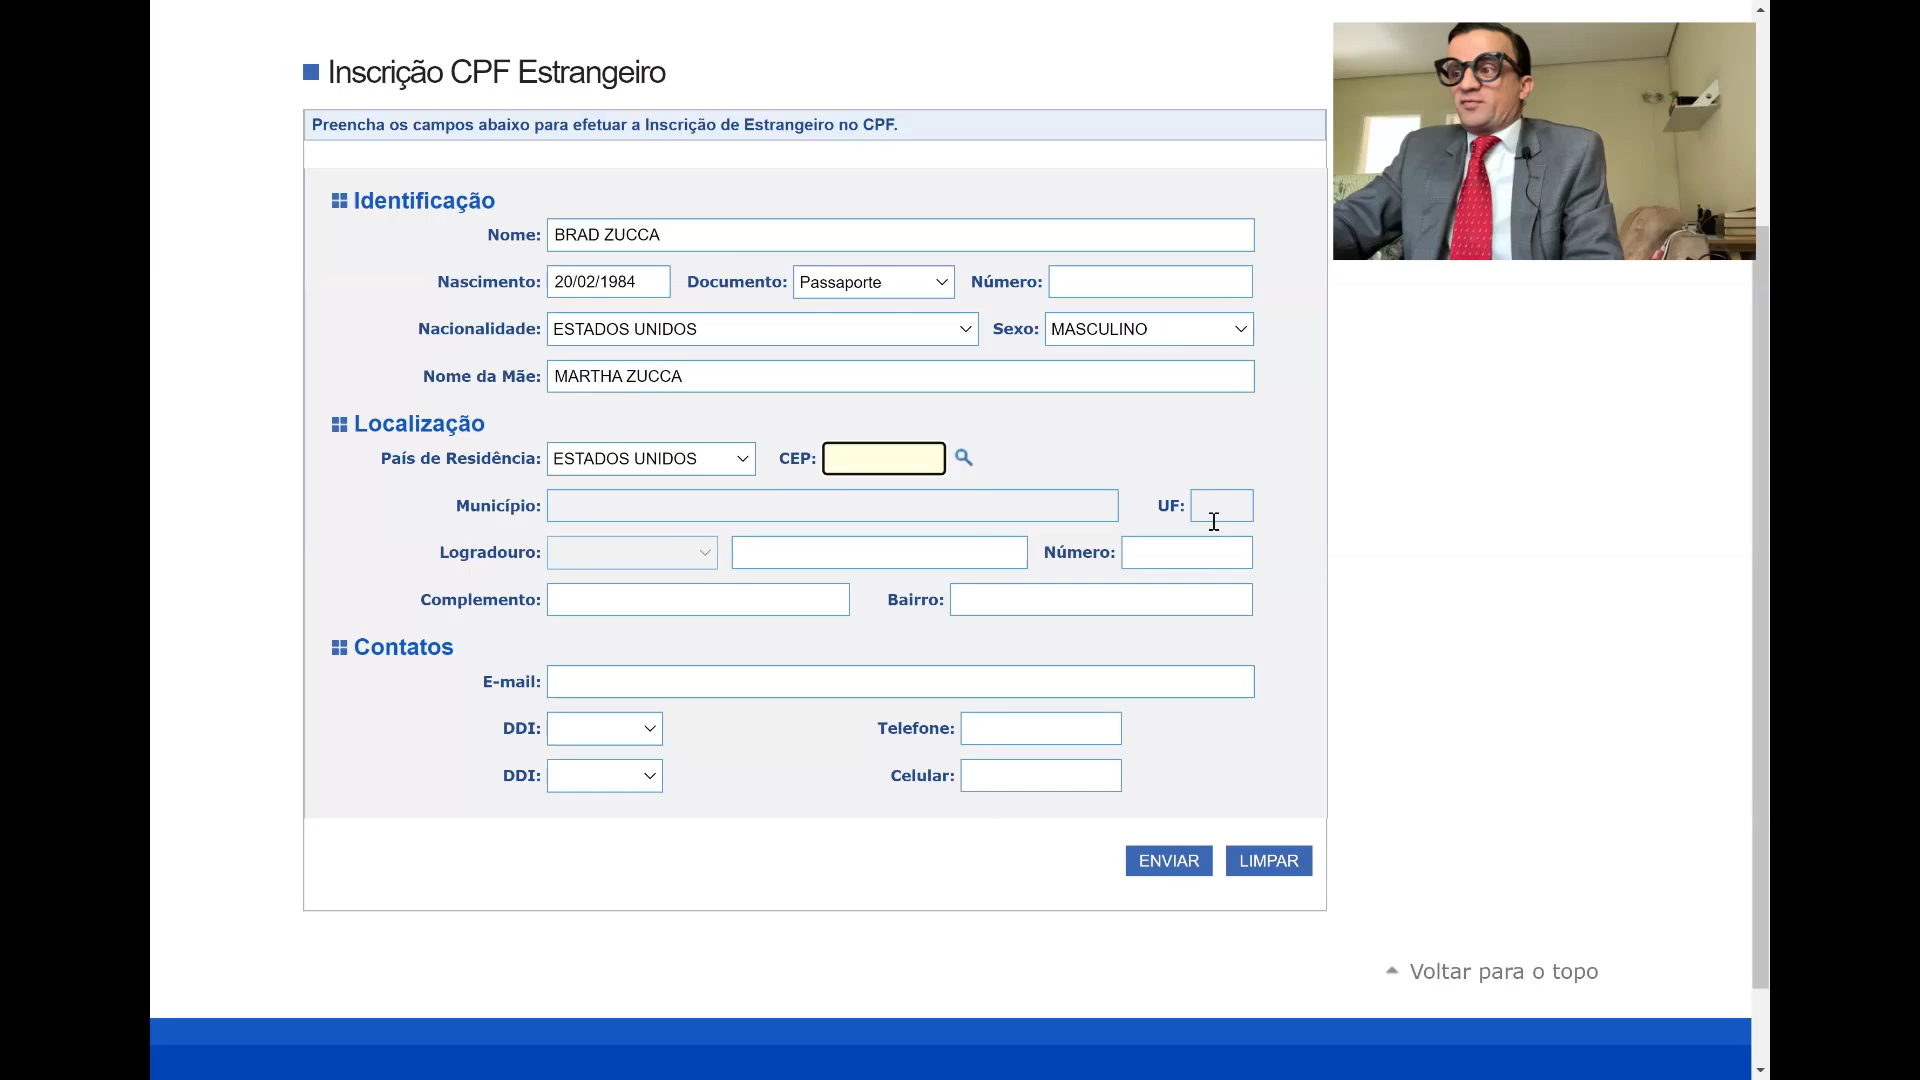 Inscrição CPF Estrangeiro
Preencha os campos abaixo para efetuar a Inscrição de Estrangeiro no CPF.
Identificação
Nome: BRAD ZUCCA
Nascimento: 20/02/1984 Documento: Passaporte Número:
Nacionalidade: ESTADOS UNIDOS Sexo: MASCULINO
Nome da Mãe: MARTHA ZUCCA
Localização
País de Residência: ESTADOS UNIDOS CEP:
Município: UF:
Logradouro: Número:
Complemento: Bairro:
Contatos
E-mail:
DDI: Telefone:
DDI: Celular:
ENVIAR LIMPAR
Voltar para o topo